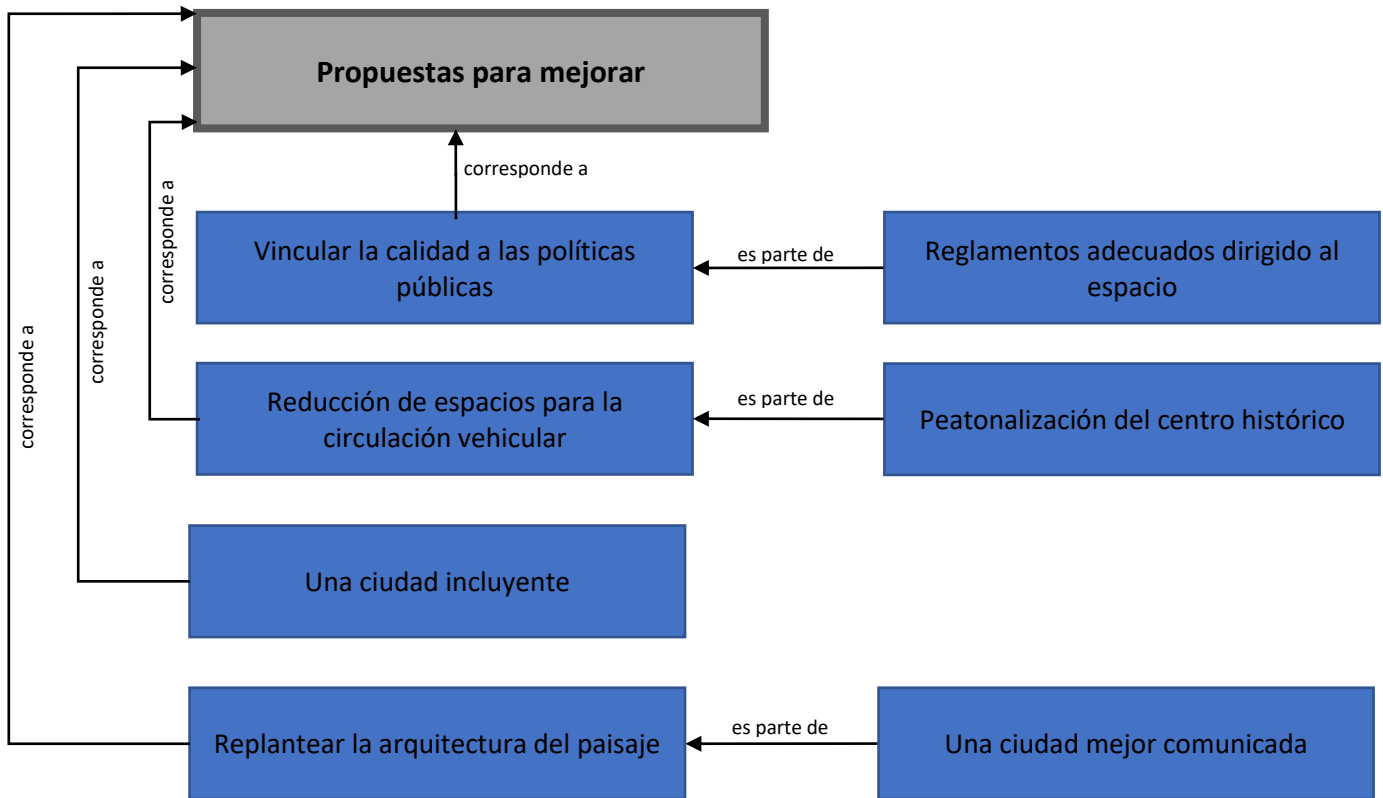 Propuestas para mejorar
corresponde a
corresponde a
corresponde a
corresponde a
Vincular la calidad a las políticas
públicas
es parte de
Reglamentos adecuados dirigido al
espacio
Reducción de espacios para la
circulación vehicular
es parte de
Peatonalización del centro histórico
Una ciudad incluyente
Replantear la arquitectura del paisaje
es parte de
Una ciudad mejor comunicada